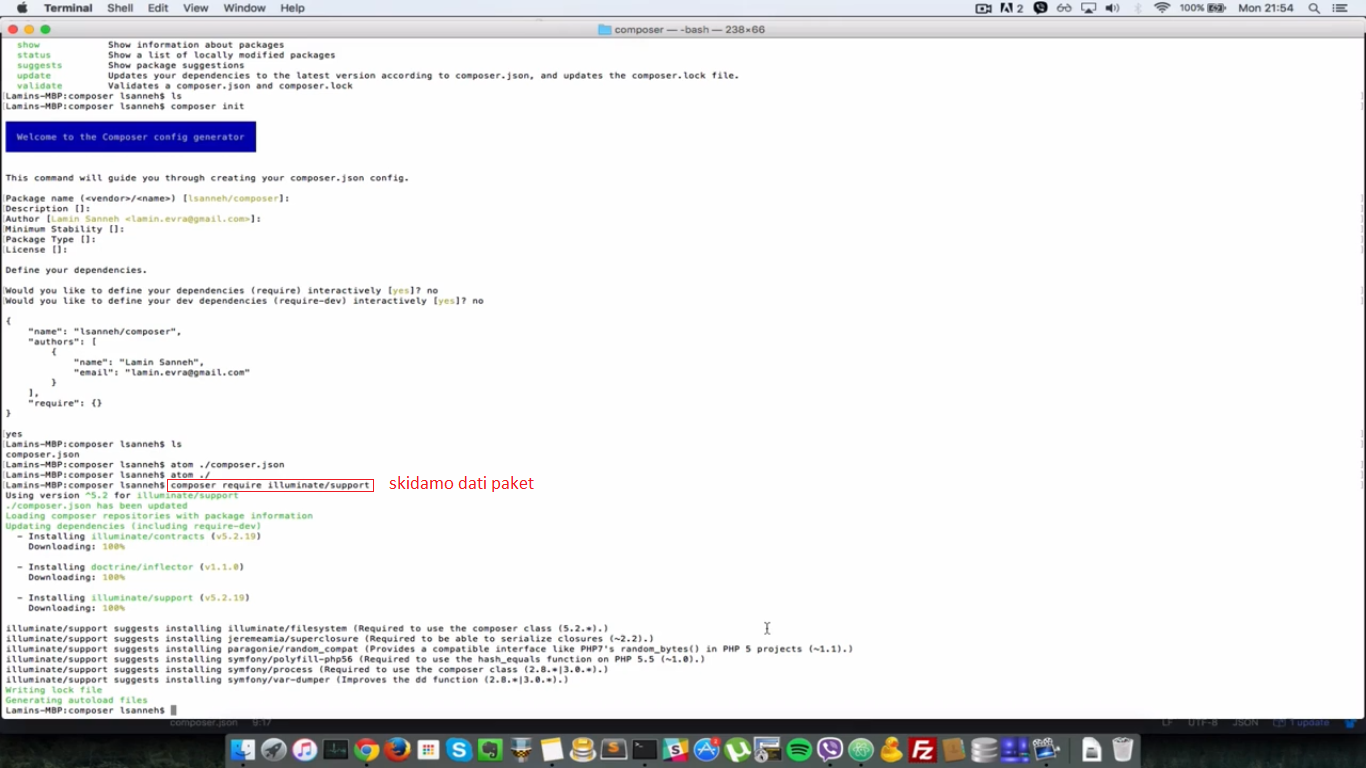 Terminal Shell Edit View Window Help 2 100% Mon 21:54
composer — -bash — 238×66
show Show information about packages
status Show a list of locally modified packages
suggests Show package suggestions
update Updates your dependencies to the latest version according to composer.json, and updates the composer.lock file.
validate Validates a composer.json and composer.lock
Lamins-MBP:composer lsanneh$ ls
Lamins-MBP:composer lsanneh$ composer init
Welcome to the Composer config generator
This command will guide you through creating your composer.json config.
Package name (<vendor>/<name>) [lsanneh/composer]:
Description []:
Author [Lamin Sanneh <lamin.evra@gmail.com>]:
Minimum Stability []:
Package Type []:
License []:
Define your dependencies.
Would you like to define your dependencies (require) interactively [yes]? no
Would you like to define your dev dependencies (require-dev) interactively [yes]? no
{
"name": "lsanneh/composer",
"authors": [
{
"name": "Lamin Sanneh",
"email": "lamin.evra@gmail.com"
}
],
"require": {}
}
yes
Lamins-MBP:composer lsanneh$ ls
composer.json
Lamins-MBP:composer lsanneh$ atom ./composer.json
Lamins-MBP:composer lsanneh$ atom ./
Lamins-MBP:composer lsanneh$ composer require illuminate/support skidamo dati paket
Using version ^5.2 for illuminate/support
./composer.json has been updated
Loading composer repositories with package information
Updating dependencies (including require-dev)
- Installing illuminate/contracts (v5.2.19)
Downloading: 100%
- Installing doctrine/inflector (v1.1.0)
Downloading: 100%
- Installing illuminate/support (v5.2.19)
Downloading: 100%
illuminate/support suggests installing illuminate/filesystem (Required to use the composer class (5.2.*).)
illuminate/support suggests installing jeremeamia/superclosure (Required to be able to serialize closures (~2.2).)
illuminate/support suggests installing paragonie/random_compat (Provides a compatible interface like PHP7's random_bytes() in PHP 5 projects (~1.1).)
illuminate/support suggests installing symfony/polyfill-php56 (Required to use the hash_equals function on PHP 5.5 (~1.0).)
illuminate/support suggests installing symfony/process (Required to use the composer class (2.8.*|3.0.*).)
illuminate/support suggests installing symfony/var-dumper (Improves the dd function (2.8.*|3.0.*).)
Writing lock file
Generating autoload files
Lamins-MBP:composer lsanneh$
composer.json 9:17 LF UTF-8 JSON 1 update